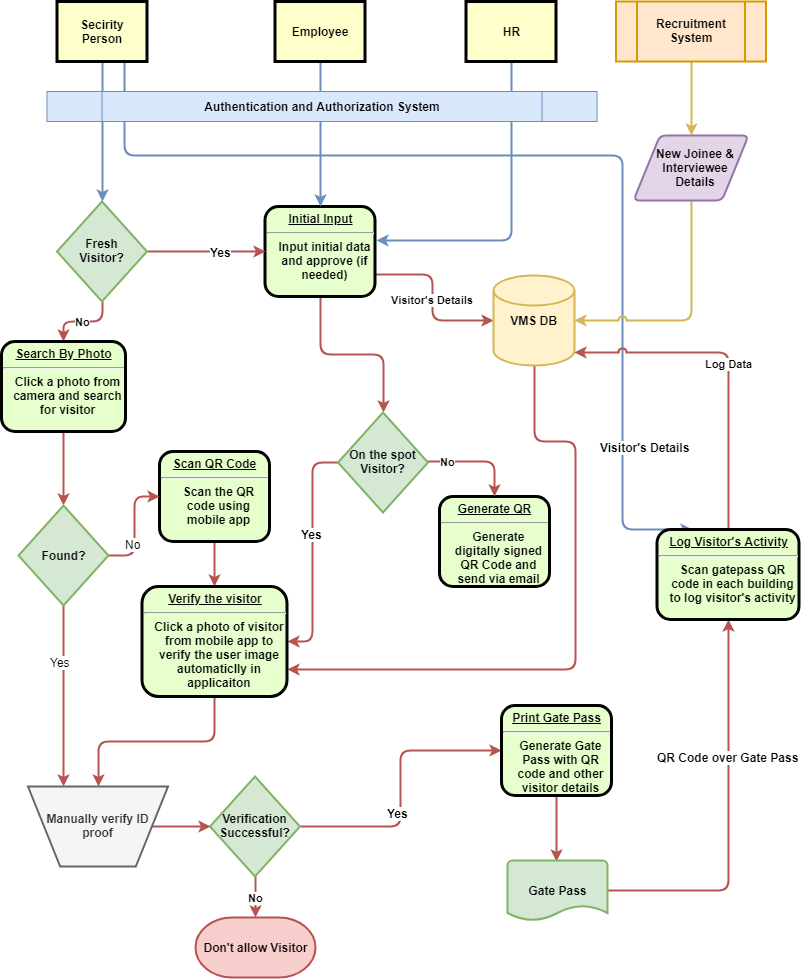 Secirity
Person
Employee
HR
Recruitment
System
Authentication and Authorization System
New Joinee &
Interviewee
Details
Fresh
Visitor?
Yes
Initial Input
Input initial data
and approve (if
needed)
Visitor's Details
VMS DB
No
Search By Photo
Click a photo from
camera and search
for visitor
Log Data
On the spot
Visitor?
No
Visitor's Details
Scan QR Code
Scan the QR
code using
mobile app
Generate QR
Generate
digitally signed
QR Code and
send via email
Yes
Found?
No
Log Visitor's Activity
Scan gatepass QR
code in each building
to log visitor's activity
Verify the visitor
Click a photo of visitor
from mobile app to
verify the user image
automaticlly in
applicaiton
Yes
Print Gate Pass
Generate Gate
Pass with QR
code and other
visitor details
QR Code over Gate Pass
Manually verify ID
proof
Verification
Successful?
Yes
No
Gate Pass
Don't allow Visitor